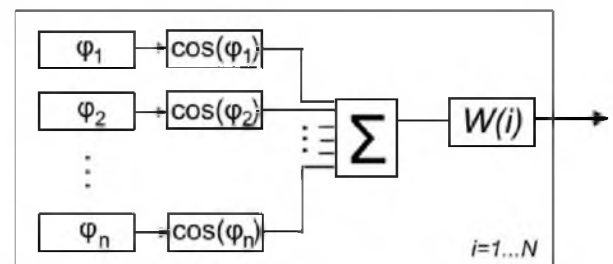 φ₁ cos(φ₁)
φ₂ cos(φ₂)
Σ W(i)
φₙ cos(φₙ)
i=1...N